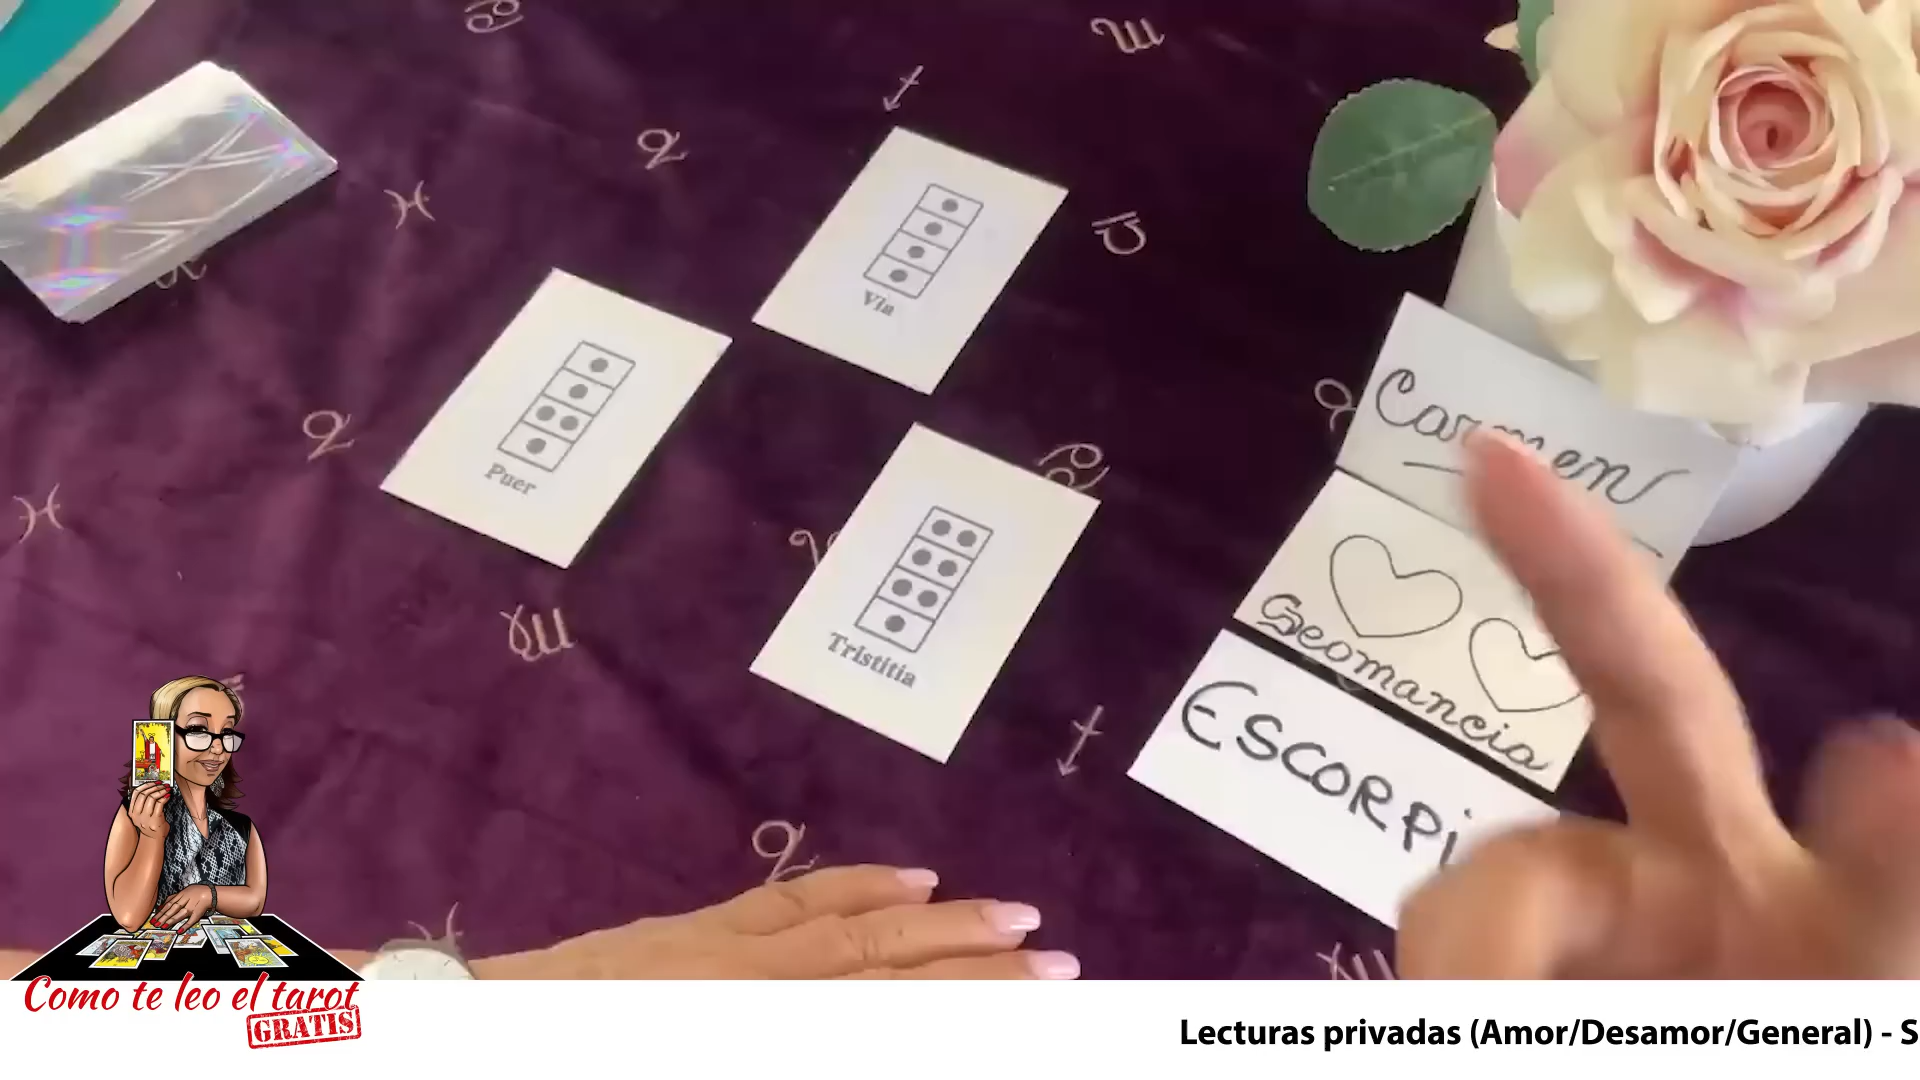 Via
Puer
Tristitia
Carmen
Geomancia
ESCORPi
Como te leo el tarot
GRATIS
Lecturas privadas (Amor/Desamor/General) - S